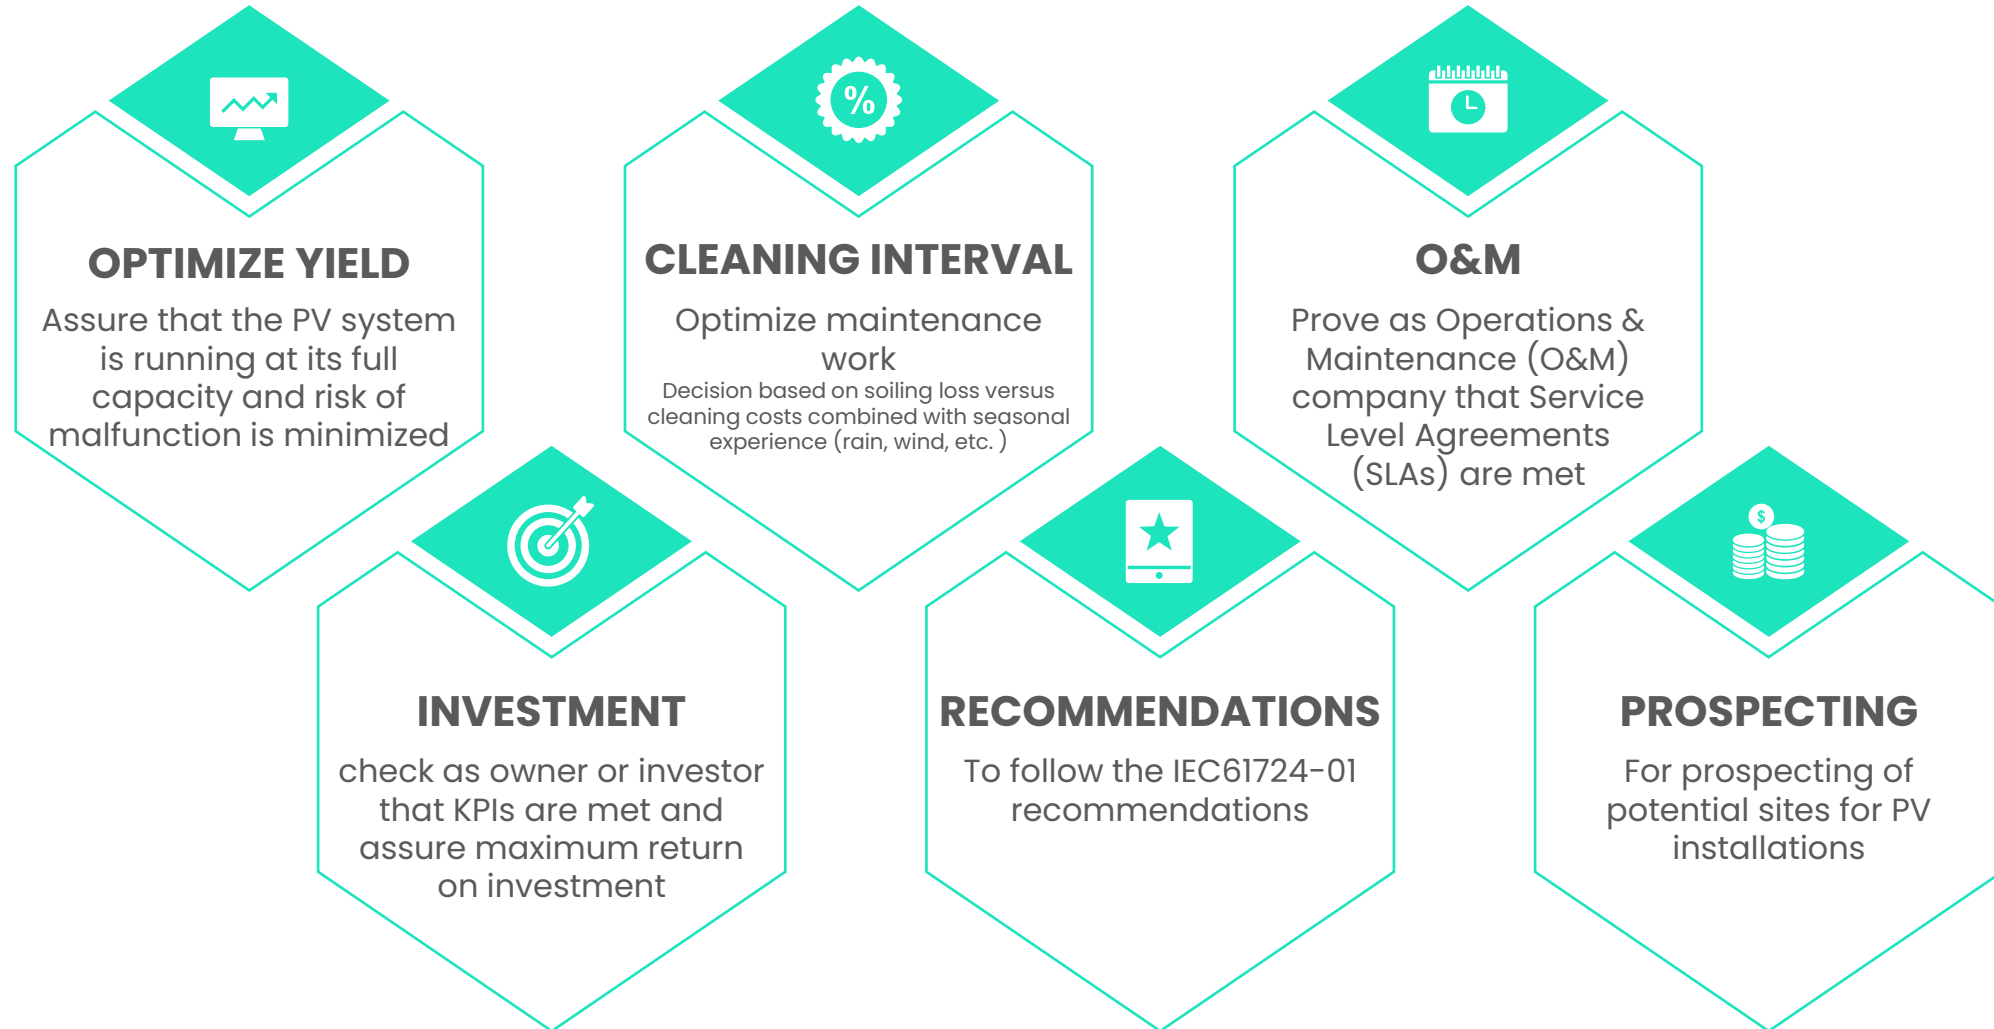 OPTIMIZE YIELD
Assure that the PV system
is running at its full
capacity and risk of
malfunction is minimized
%
CLEANING INTERVAL
Optimize maintenance
work
Decision based on soiling loss versus
cleaning costs combined with seasonal
experience (rain, wind, etc. )
O&M
Prove as Operations &
Maintenance (O&M)
company that Service
Level Agreements
(SLAs) are met
INVESTMENT
check as owner or investor
that KPIs are met and
assure maximum return
on investment
RECOMMENDATIONS
To follow the IEC61724-01
recommendations
$
PROSPECTING
For prospecting of
potential sites for PV
installations